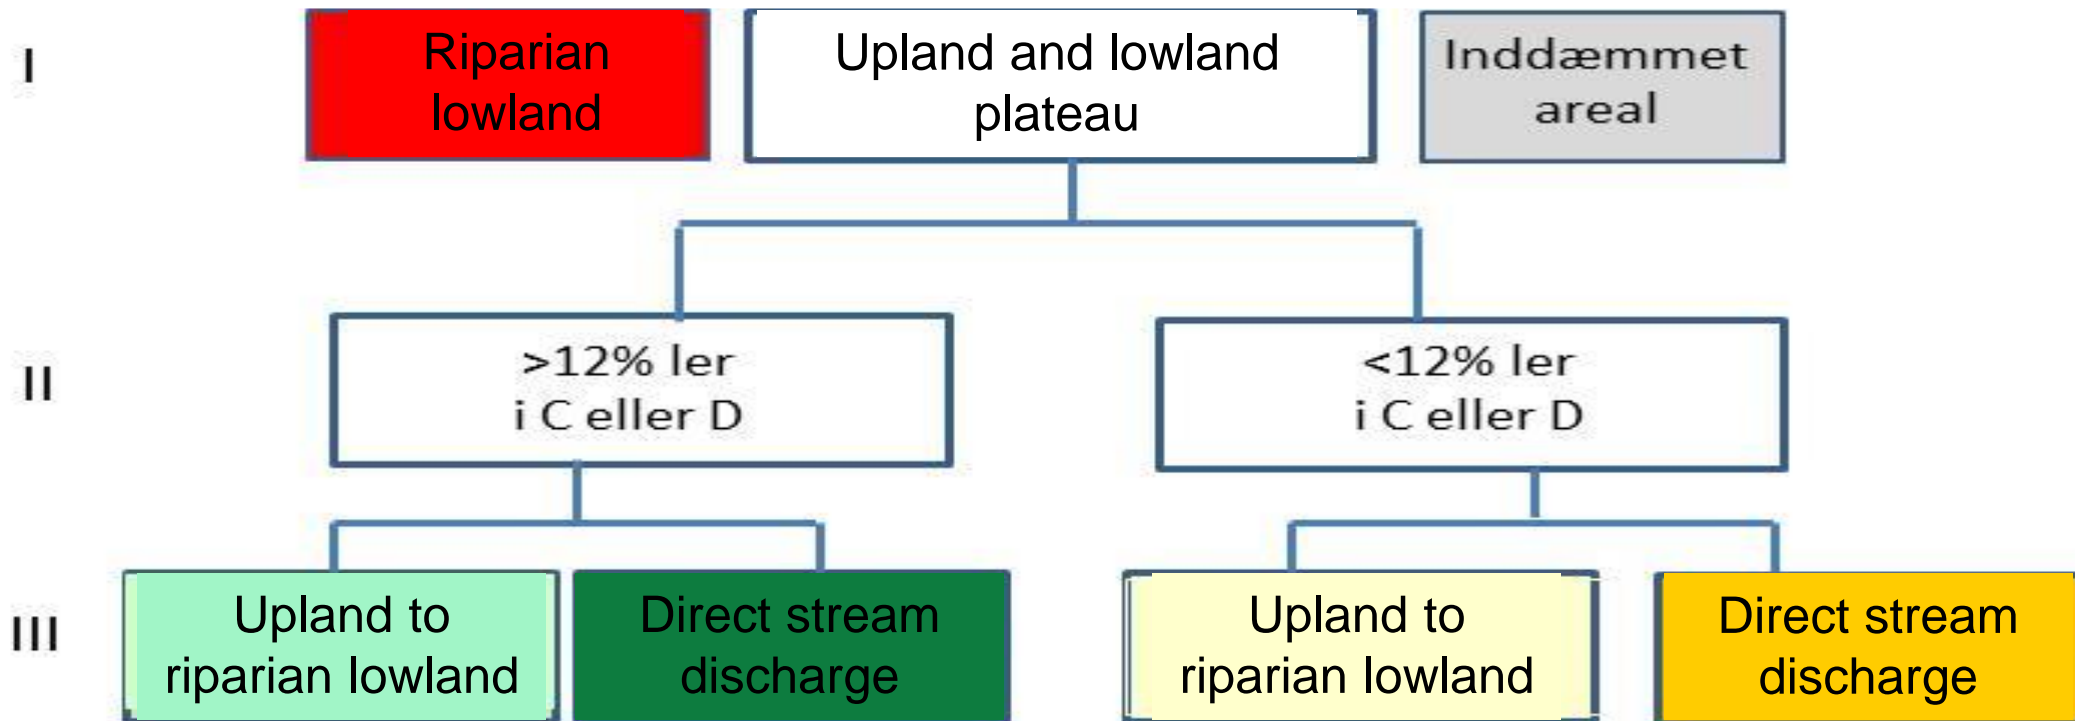 I
Riparian
lowland
Upland and lowland
plateau
Inddæmmet
areal
II
>12% ler
i C eller D
<12% ler
i C eller D
III
Upland to
riparian lowland
Direct stream
discharge
Upland to
riparian lowland
Direct stream
discharge